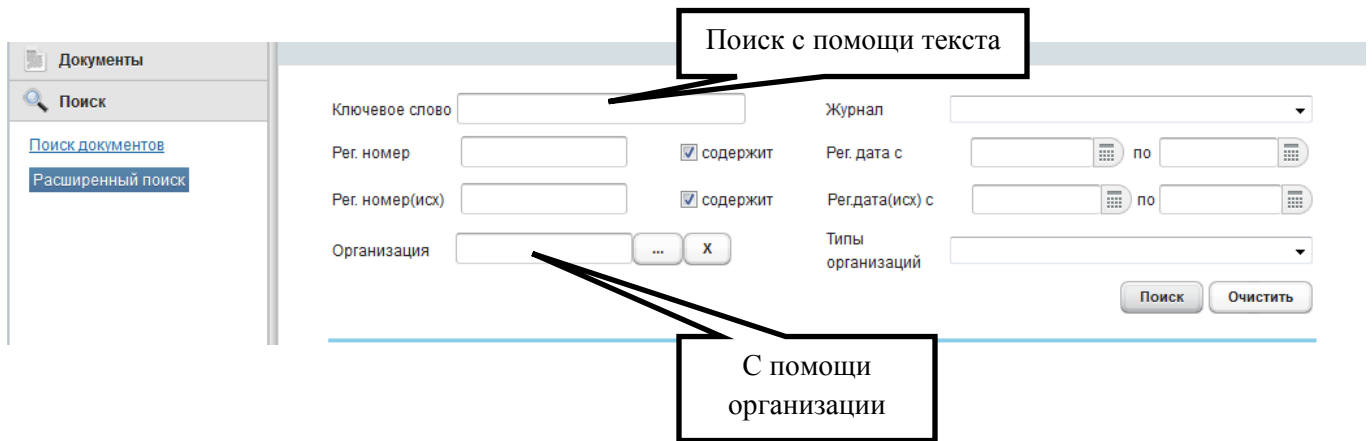 Поиск с помощи текста
Документы
Поиск
Поиск документов
Расширенный поиск
Ключевое слово
Журнал
Рег. номер
содержит
Рег. дата с
по
Рег. номер(исх)
содержит
Рег.дата(исх) с
по
Организация
...
X
Типы
организаций
Поиск
Очистить
С помощи
организации